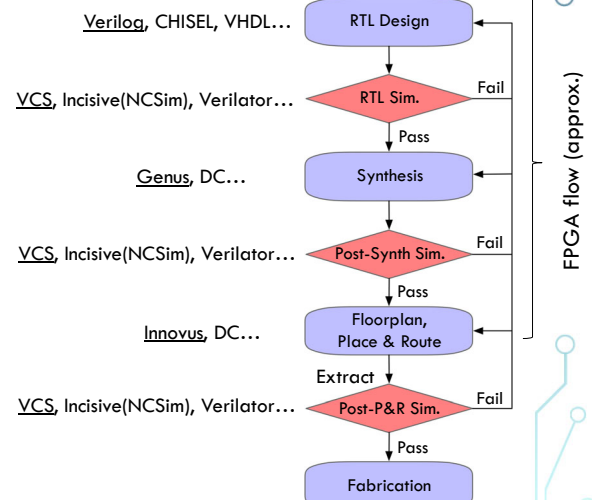 Verilog, CHISEL, VHDL...
RTL Design
VCS, Incisive(NCSim), Verilator...
RTL Sim.
Fail
Pass
Genus, DC...
Synthesis
VCS, Incisive(NCSim), Verilator...
Post-Synth Sim.
Fail
Pass
Innovus, DC...
Floorplan,
Place & Route
Extract
VCS, Incisive(NCSim), Verilator...
Post-P&R Sim.
Fail
Pass
Fabrication
FPGA flow (approx.)